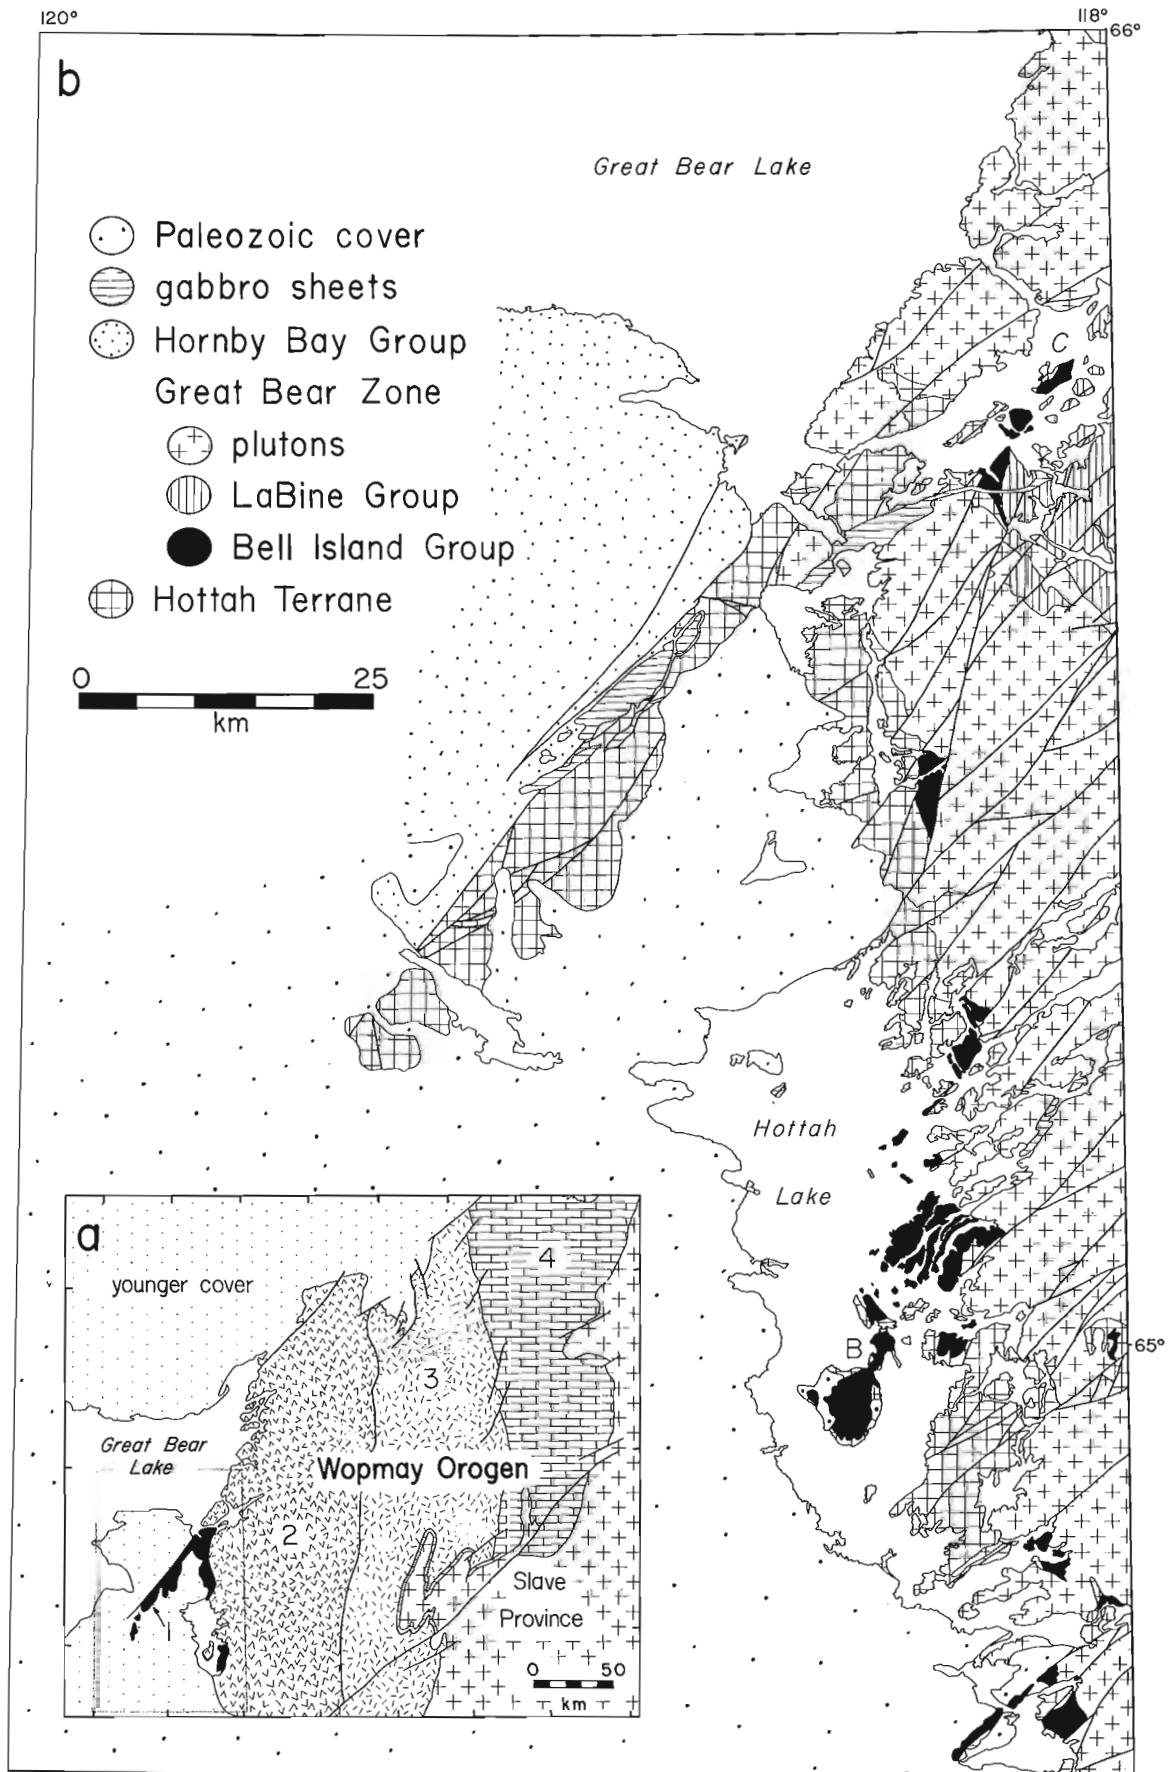 120°
118°
66°
b
Great Bear Lake
Paleozoic cover
gabbro sheets
Hornby Bay Group
Great Bear Zone
plutons
LaBine Group
Bell Island Group
Hottah Terrane
0 25
km
C
Hottah
Lake
B
65°
a
younger cover
4
3
Great Bear
Lake
Wopmay Orogen
2
1
Slave
Province
0 50
km